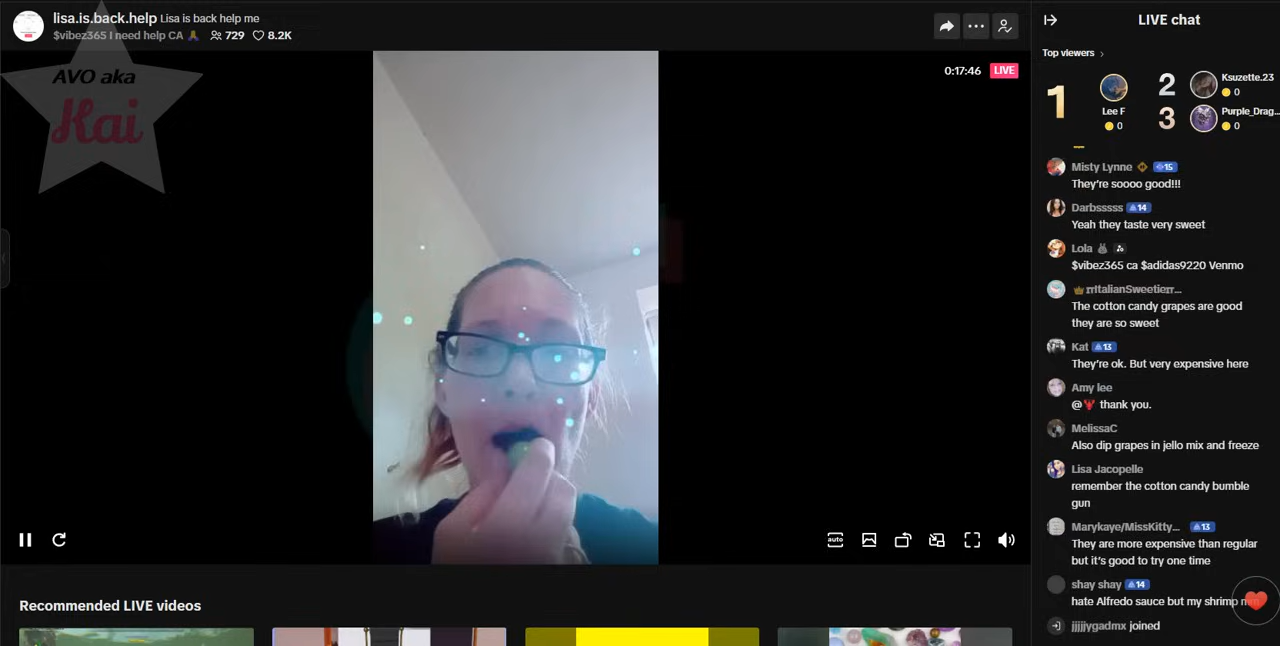 lisa.is.back.help Lisa is back help me
$vibez365 I need help CA 🙏 729 8.2K
AVO aka
Kai
0:17:46 LIVE
auto
Recommended LIVE videos
LIVE chat
Top viewers
1
Lee F
0
2
Ksuzette.23
0
3
Purple_Drag...
0
Misty Lynne 15
They're soooo good!!!
Darbsssss 14
Yeah they taste very sweet
Lola
$vibez365 ca $adidas9220 Venmo
👑rrItalianSweetierr...
The cotton candy grapes are good
they are so sweet
Kat 13
They're ok. But very expensive here
Amy lee
@🦞 thank you.
MelissaC
Also dip grapes in jello mix and freeze
Lisa Jacopelle
remember the cotton candy bumble
gun
Marykaye/MissKitty... 13
They are more expensive than regular
but it's good to try one time
shay shay 14
hate Alfredo sauce but my shrimp
jjjjjygadmx joined